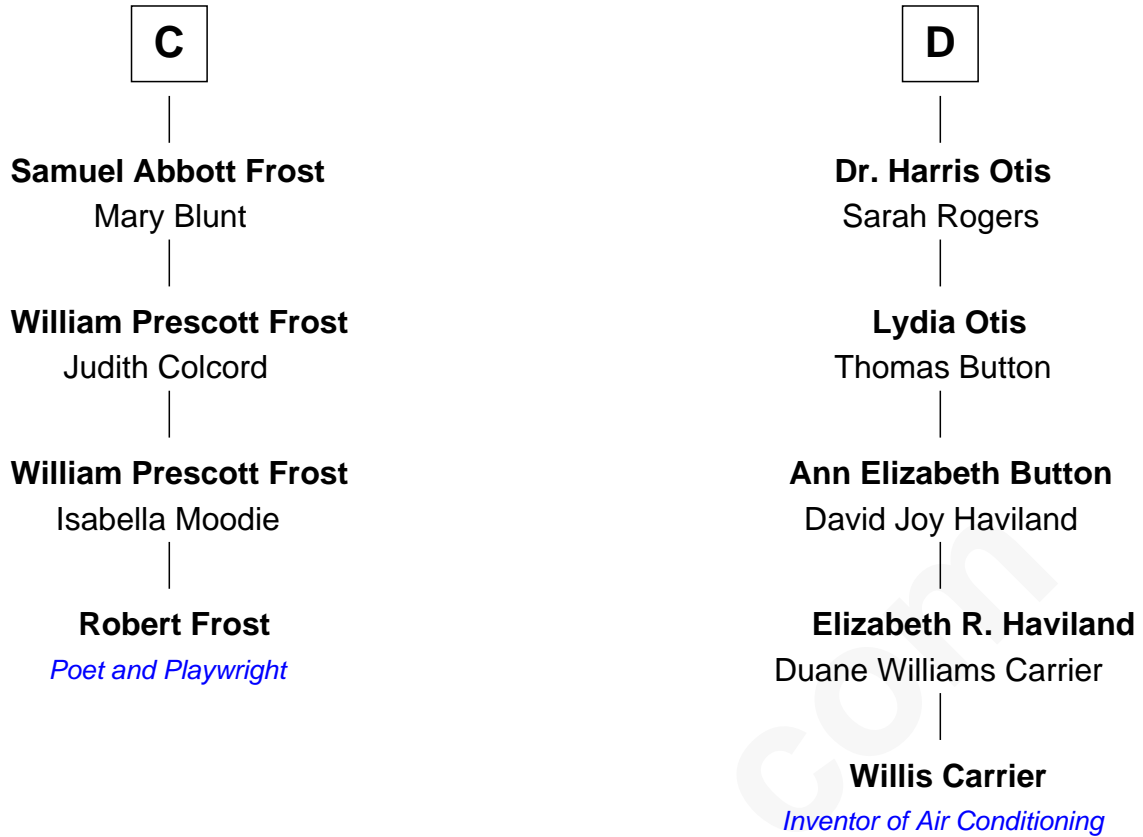 C
Samuel Abbott Frost
Mary Blunt
William Prescott Frost
Judith Colcord
William Prescott Frost
Isabella Moodie
Robert Frost
Poet and Playwright
D
Dr. Harris Otis
Sarah Rogers
Lydia Otis
Thomas Button
Ann Elizabeth Button
David Joy Haviland
Elizabeth R. Haviland
Duane Williams Carrier
Willis Carrier
Inventor of Air Conditioning
com